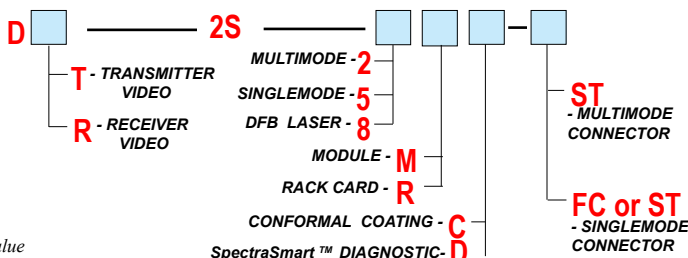 D 2S
T - TRANSMITTER
VIDEO
R - RECEIVER
VIDEO
MULTIMODE - 2
SINGLEMODE - 5
DFB LASER - 8
MODULE - M
RACK CARD - R
CONFORMAL COATING - C
SpectraSmart ™ DIAGNOSTIC- D
ST
- MULTIMODE
CONNECTOR
FC or ST
- SINGLEMODE
CONNECTOR